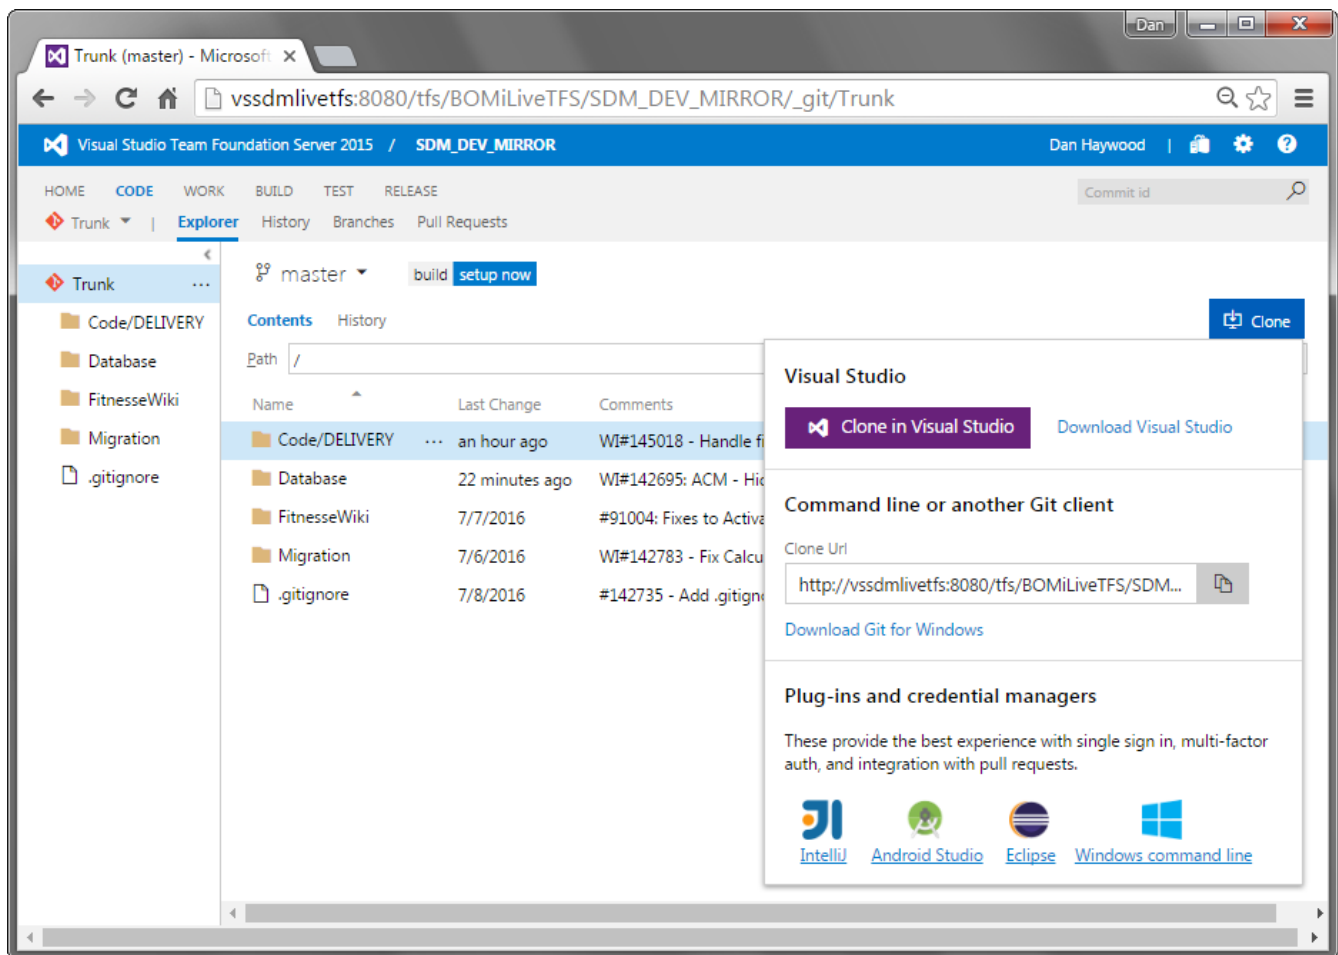 Dan
Trunk (master) - Microsoft
vssdmlivetfs:8080/tfs/BOMiLiveTFS/SDM_DEV_MIRROR/_git/Trunk
Visual Studio Team Foundation Server 2015 / SDM_DEV_MIRROR Dan Haywood |
HOME CODE WORK BUILD TEST RELEASE Commit id
Trunk | Explorer History Branches Pull Requests
Trunk ...
Code/DELIVERY
Database
FitnesseWiki
Migration
.gitignore
master build setup now
Contents History Clone
Path /
Name Last Change Comments
Code/DELIVERY ... an hour ago WI#145018 - Handle
Database 22 minutes ago WI#142695: ACM -
FitnesseWiki 7/7/2016 #91004: Fixes to
Migration 7/6/2016 WI#142783 - Fix
.gitignore 7/8/2016 #142735 - Add
Visual Studio
Clone in Visual Studio Download Visual Studio
Command line or another Git client
Clone Url
http://vssdmlivetfs:8080/tfs/BOMiLiveTFS/SDM...
Download Git for Windows
Plug-ins and credential managers
These provide the best experience with single sign in, multi-factor
auth, and integration with pull requests.
IntelliJ Android Studio Eclipse Windows command line